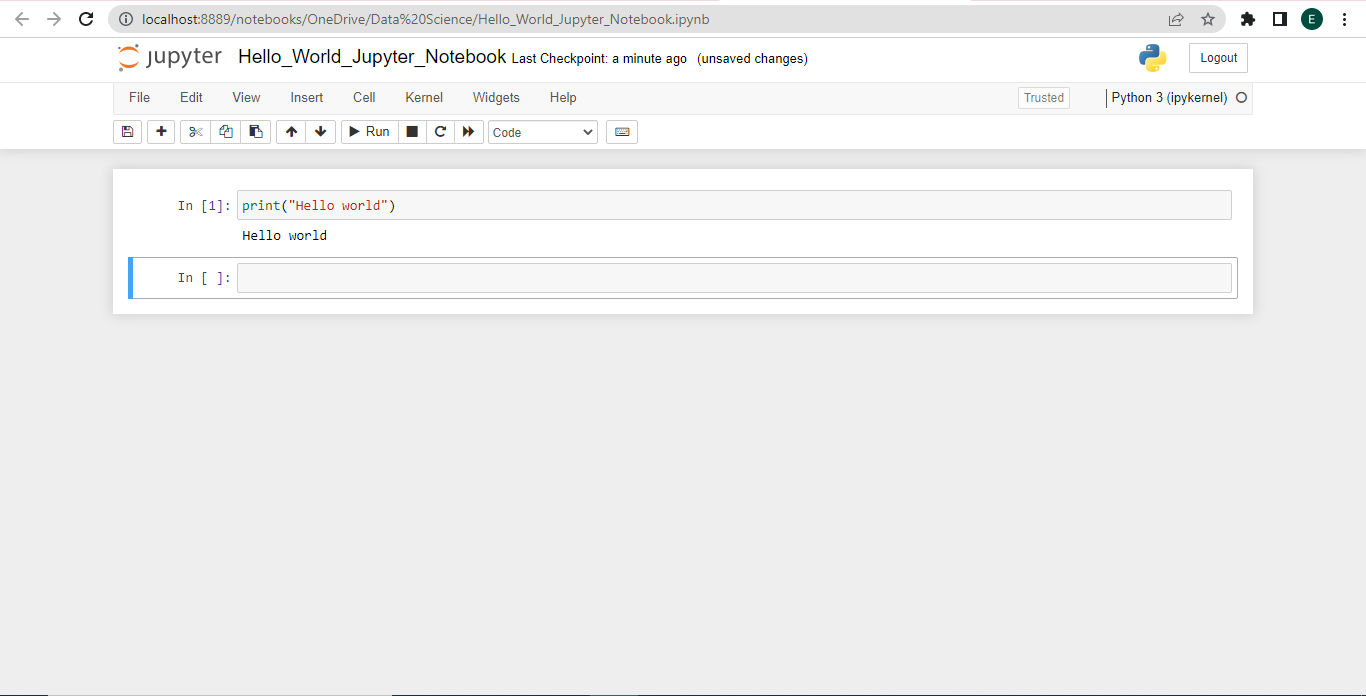 localhost:8889/notebooks/OneDrive/Data%20Science/Hello_World_Jupyter_Notebook.ipynb
E
jupyter Hello_World_Jupyter_Notebook Last Checkpoint: a minute ago (unsaved changes) Logout
File Edit View Insert Cell Kernel Widgets Help Trusted Python 3 (ipykernel)
Run Code
In [1]: print("Hello world")
Hello world
In [ ]: